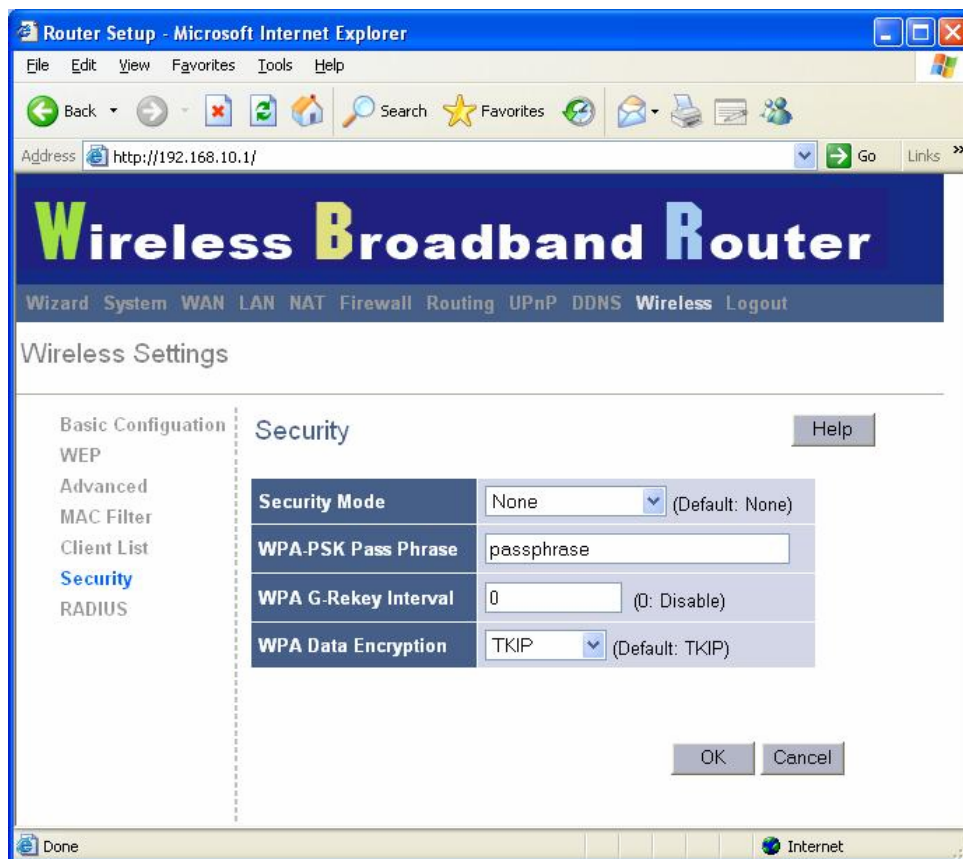 Router Setup - Microsoft Internet Explorer
File Edit View Favorites Tools Help
Back Search Favorites
Address http://192.168.10.1/ Go Links »
Wireless Broadband Router
Wizard System WAN LAN NAT Firewall Routing UPnP DDNS Wireless Logout
Wireless Settings
Basic Configuation
WEP
Advanced
MAC Filter
Client List
Security
RADIUS
Security Help
Security Mode None (Default: None)
WPA-PSK Pass Phrase passphrase
WPA G-Rekey Interval 0 (0: Disable)
WPA Data Encryption TKIP (Default: TKIP)
OK Cancel
Done Internet